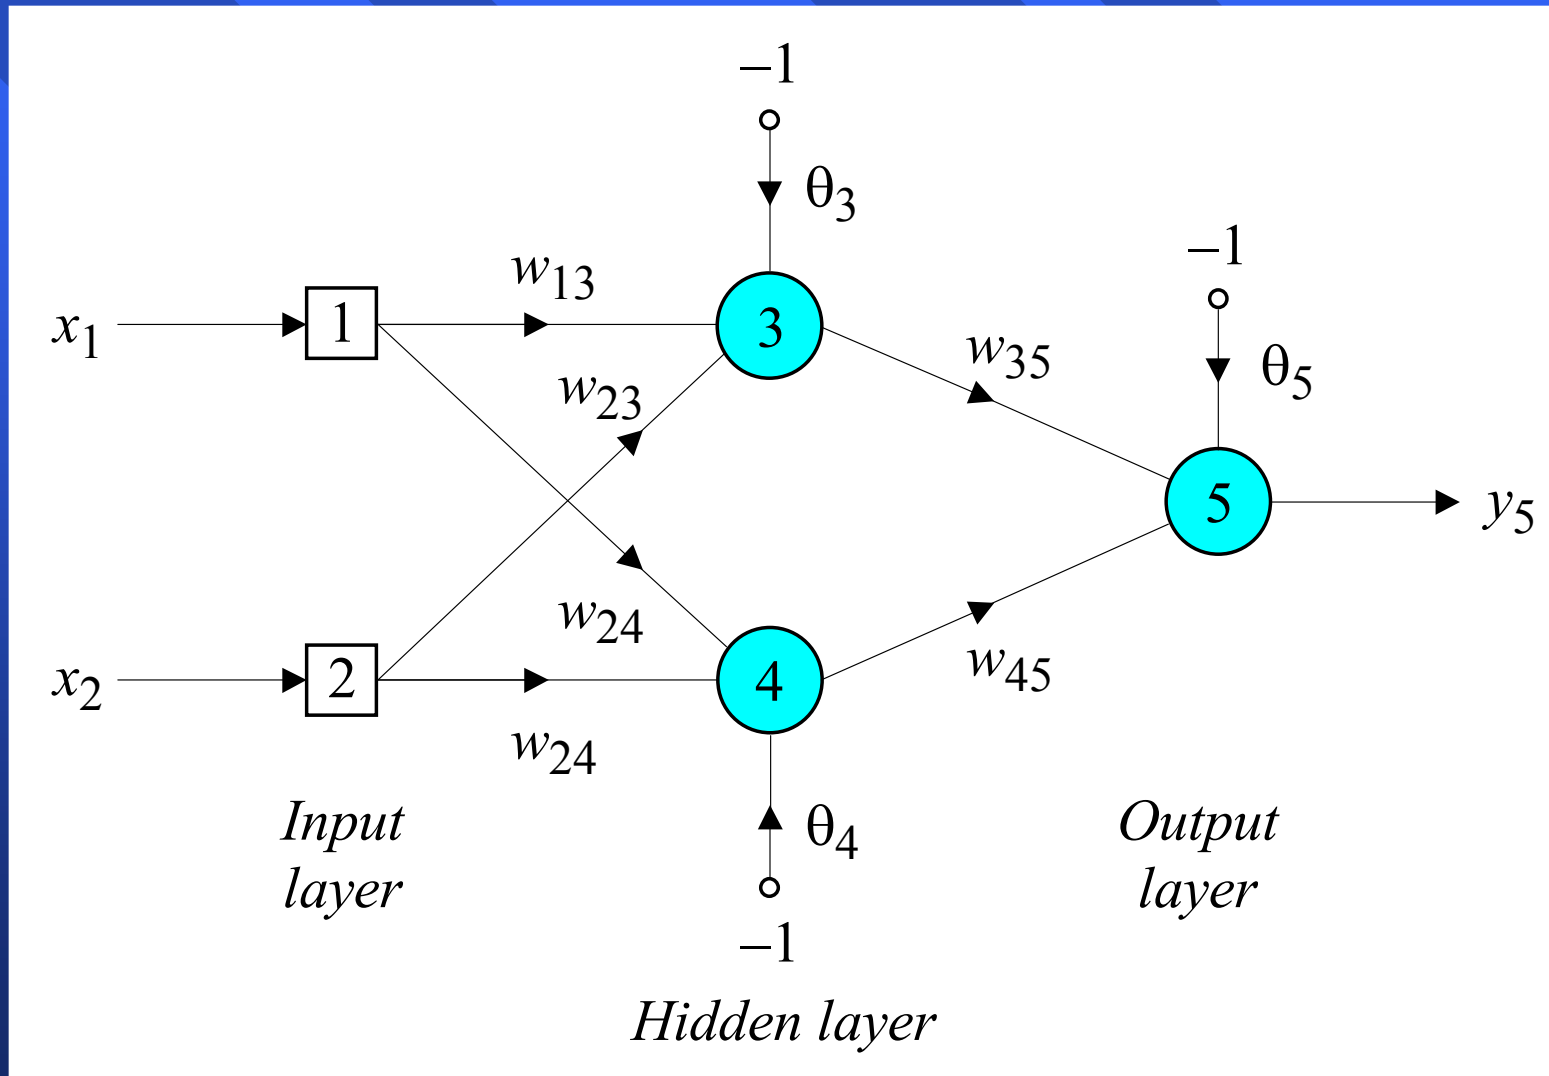 –1
θ3
–1
w13
x1
1
3
w35
θ5
w23
5
y5
w24
x2
2
4
w45
w24
Input
layer
θ4
Output
layer
–1
Hidden layer